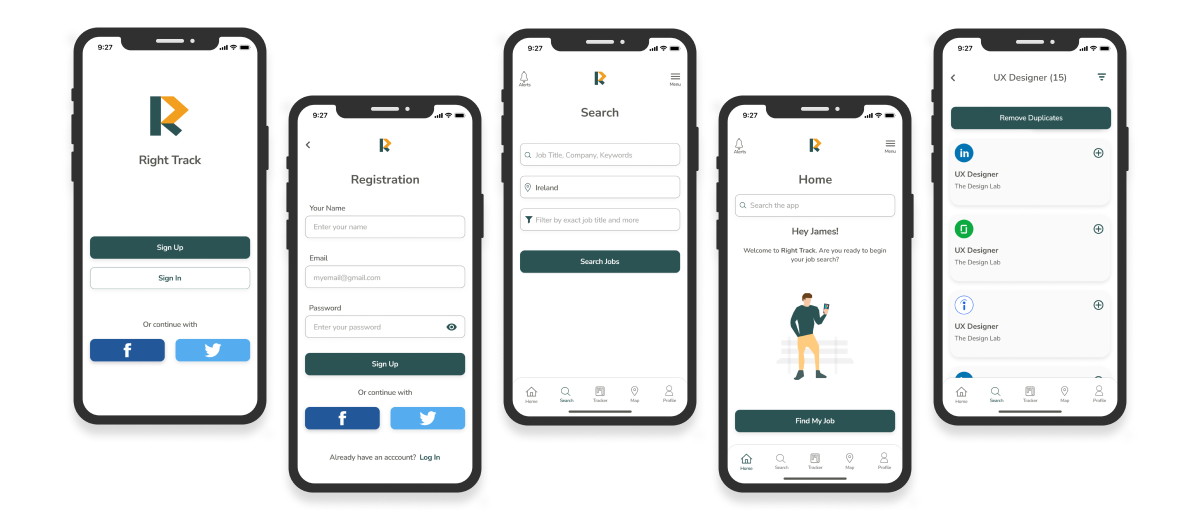 9:27
Right Track
Sign Up
Sign In
Or continue with
f
9:27
Registration
Your Name
Enter your name
Email
myemail@gmail.com
Password
Enter your password
Sign Up
Or continue with
f
Already have an acccount? Log In
9:27
Alerts
Menu
Search
Job Title, Company, Keywords
Ireland
Filter by exact job title and more
Search Jobs
Home Search Tracker Map Profile
9:27
Alerts
Menu
Home
Search the app
Hey James!
Welcome to Right Track. Are you ready to begin
your job search?
Find My Job
Home Search Tracker Map Profile
9:27
UX Designer (15)
Remove Duplicates
in
UX Designer
The Design Lab
UX Designer
The Design Lab
i
UX Designer
The Design Lab
Home Search Tracker Map Profile